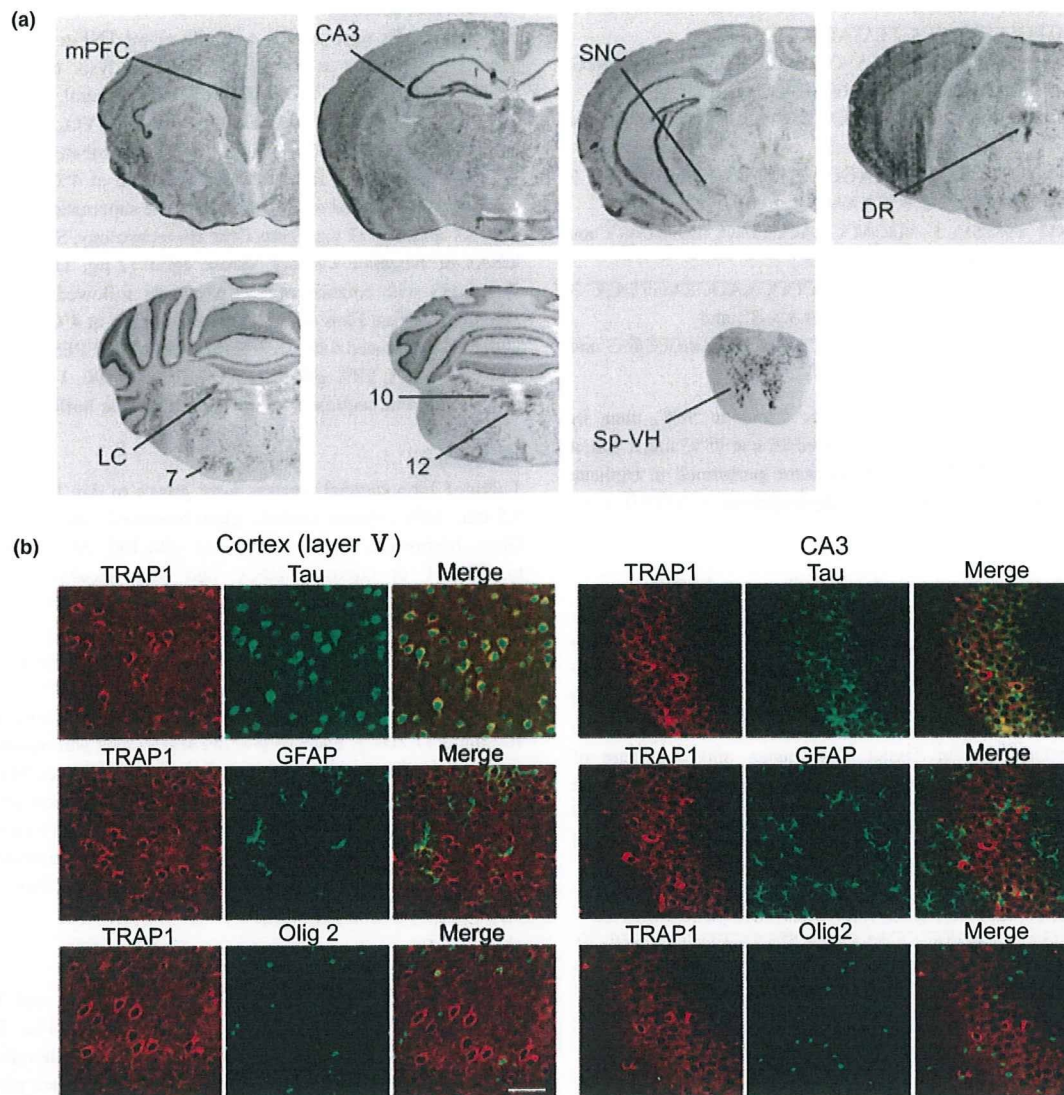 (a)
mPFC
CA3
SNC
DR
LC
7
10
12
Sp-VH
(b)
Cortex (layer V)
CA3
TRAP1 Tau Merge
TRAP1 Tau Merge
TRAP1 GFAP Merge
TRAP1 GFAP Merge
TRAP1 Olig 2 Merge
TRAP1 Olig2 Merge